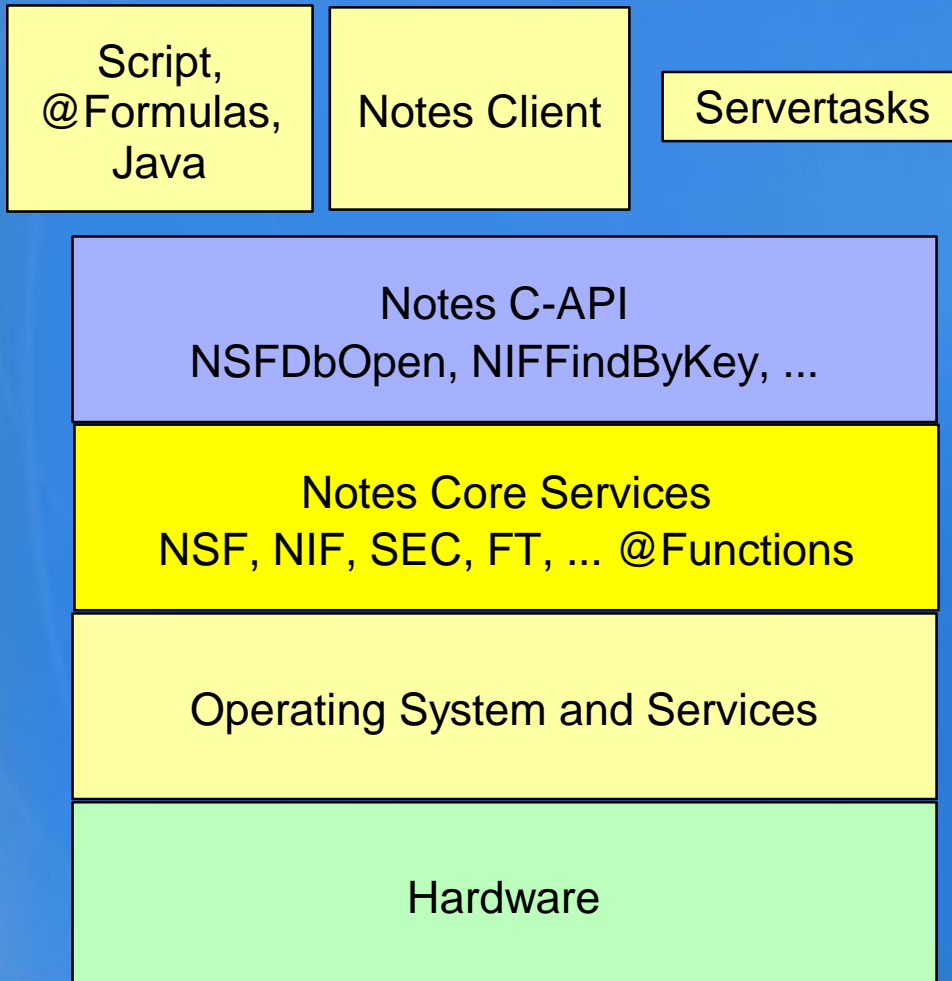 Script,
@Formulas,
Java
Notes Client
Servertasks
Notes C-API
NSFDbOpen, NIFFindByKey, ...
Notes Core Services
NSF, NIF, SEC, FT, ... @Functions
Operating System and Services
Hardware